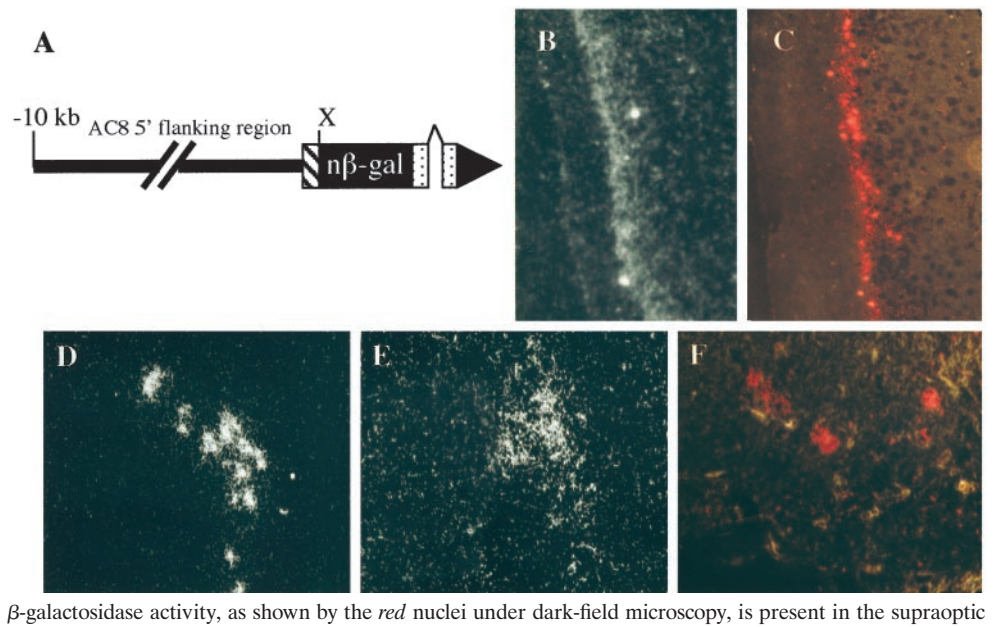 A
-10 kb
AC8 5' flanking region
X
nβ-gal
B
C
D
E
F
β-galactosidase activity, as shown by the red nuclei under dark-field microscopy, is present in the supraoptic